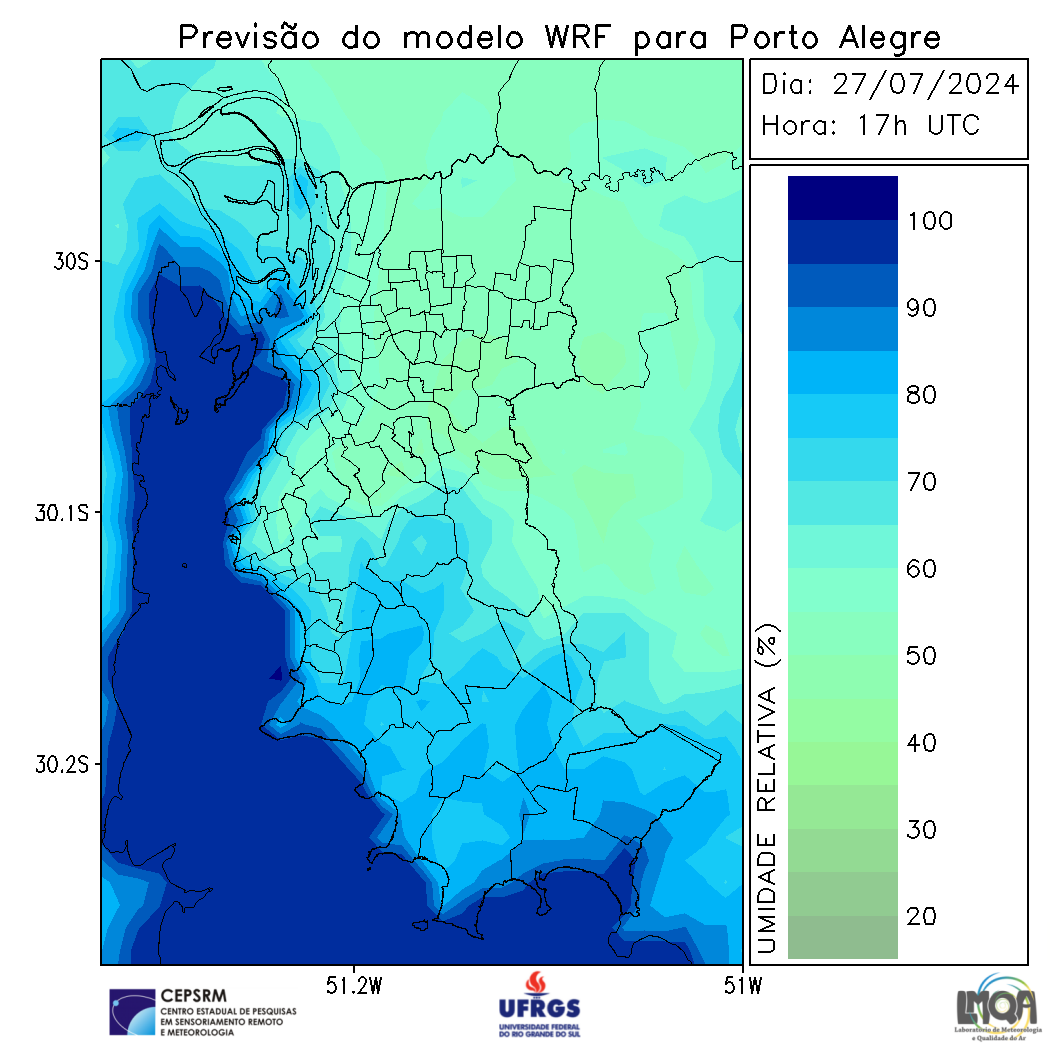 Previsão do modelo WRF para Porto Alegre
Dia: 27/07/2024
Hora: 17h UTC
100
90
80
70
60
50
40
30
20
UMIDADE RELATIVA (%)
30S
30.1S
30.2S
51.2W
51W
CEPSRM
CENTRO ESTADUAL DE PESQUISAS
EM SENSORIAMENTO REMOTO
E METEOROLOGIA
UFRGS
UNIVERSIDADE FEDERAL
DO RIO GRANDE DO SUL
LMQA
Laboratório de Meteorologia
e Qualidade do Ar